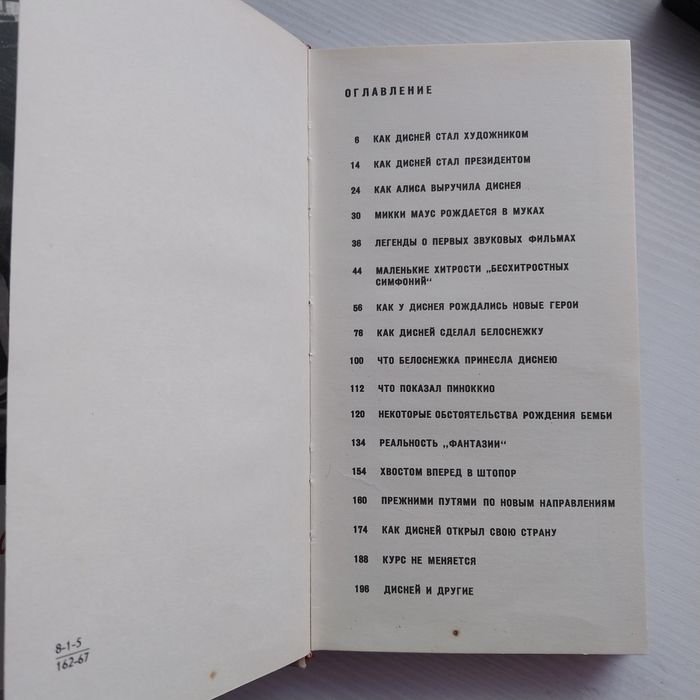 8-1-5
162-67
ОГЛАВЛЕНИЕ
6 КАК ДИСНЕЙ СТАЛ ХУДОЖНИКОМ
14 КАК ДИСНЕЙ СТАЛ ПРЕЗИДЕНТОМ
24 КАК АЛИСА ВЫРУЧИЛА ДИСНЕЯ
30 МИККИ МАУС РОЖДАЕТСЯ В МУКАХ
36 ЛЕГЕНДЫ О ПЕРВЫХ ЗВУКОВЫХ ФИЛЬМАХ
44 МАЛЕНЬКИЕ ХИТРОСТИ „БЕСХИТРОСТНЫХ
СИМФОНИЙ“
56 КАК У ДИСНЕЯ РОЖДАЛИСЬ НОВЫЕ ГЕРОИ
76 КАК ДИСНЕЙ СДЕЛАЛ БЕЛОСНЕЖКУ
100 ЧТО БЕЛОСНЕЖКА ПРИНЕСЛА ДИСНЕЮ
112 ЧТО ПОКАЗАЛ ПИНОККИО
120 НЕКОТОРЫЕ ОБСТОЯТЕЛЬСТВА РОЖДЕНИЯ БЕМБИ
134 РЕАЛЬНОСТЬ „ФАНТАЗИИ“
154 ХВОСТОМ ВПЕРЕД В ШТОПОР
160 ПРЕЖНИМИ ПУТЯМИ ПО НОВЫМ НАПРАВЛЕНИЯМ
174 КАК ДИСНЕЙ ОТКРЫЛ СВОЮ СТРАНУ
188 КУРС НЕ МЕНЯЕТСЯ
196 ДИСНЕЙ И ДРУГИЕ